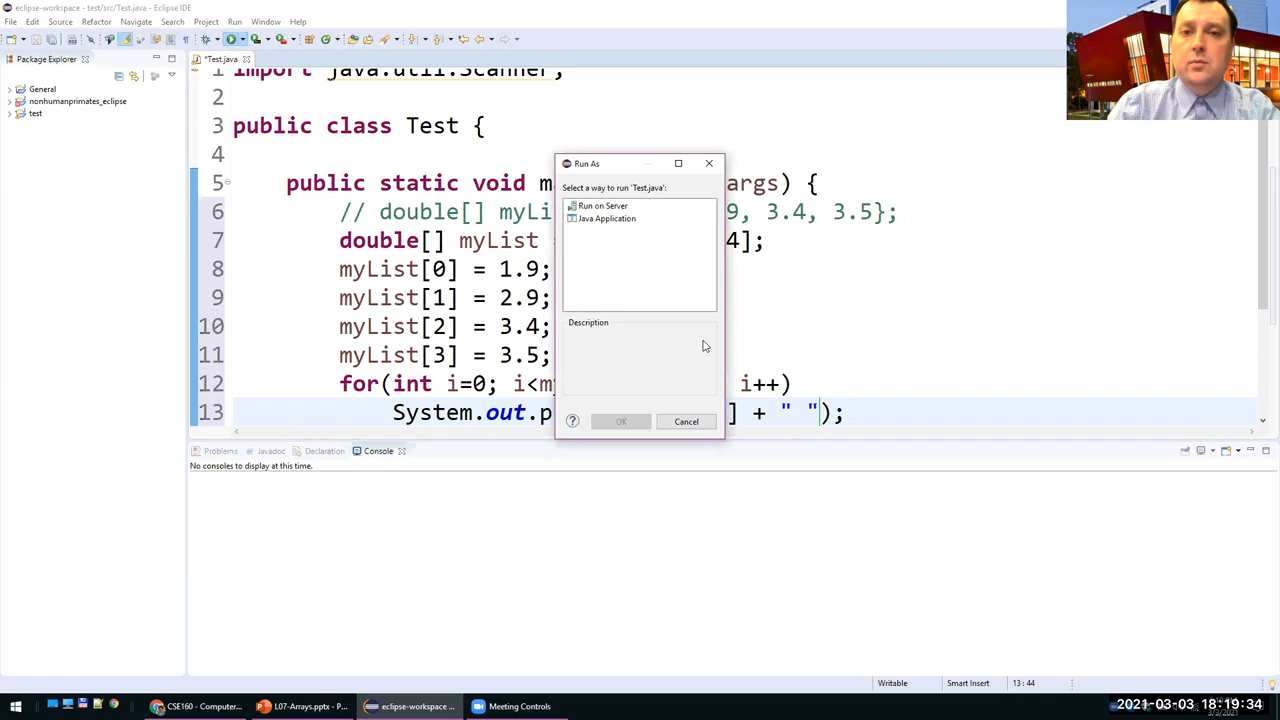 eclipse-workspace - test/src/Test.java - Eclipse IDE
File Edit Source Refactor Navigate Search Project Run Window Help
Package Explorer
*Test.java
General
nonhumanprimates_eclipse
test
1 import java.util.Scanner;
2
3 public class Test {
4
5 public static void m args) {
6 // double[] myLi 9, 3.4, 3.5};
7 double[] myList 4];
8 myList[0] = 1.9;
9 myList[1] = 2.9;
10 myList[2] = 3.4;
11 myList[3] = 3.5;
12 for(int i=0; i<m i++)
13 System.out.p ] + " ");
Run As
Select a way to run 'Test.java':
Run on Server
Java Application
Description
OK Cancel
Problems Javadoc Declaration Console
No consoles to display at this time.
Writable Smart Insert 13 : 44
CSE160 - Computer... L07-Arrays.pptx - P... eclipse-workspace ... Meeting Controls
2021-03-03 18:19:34
3/3/2021